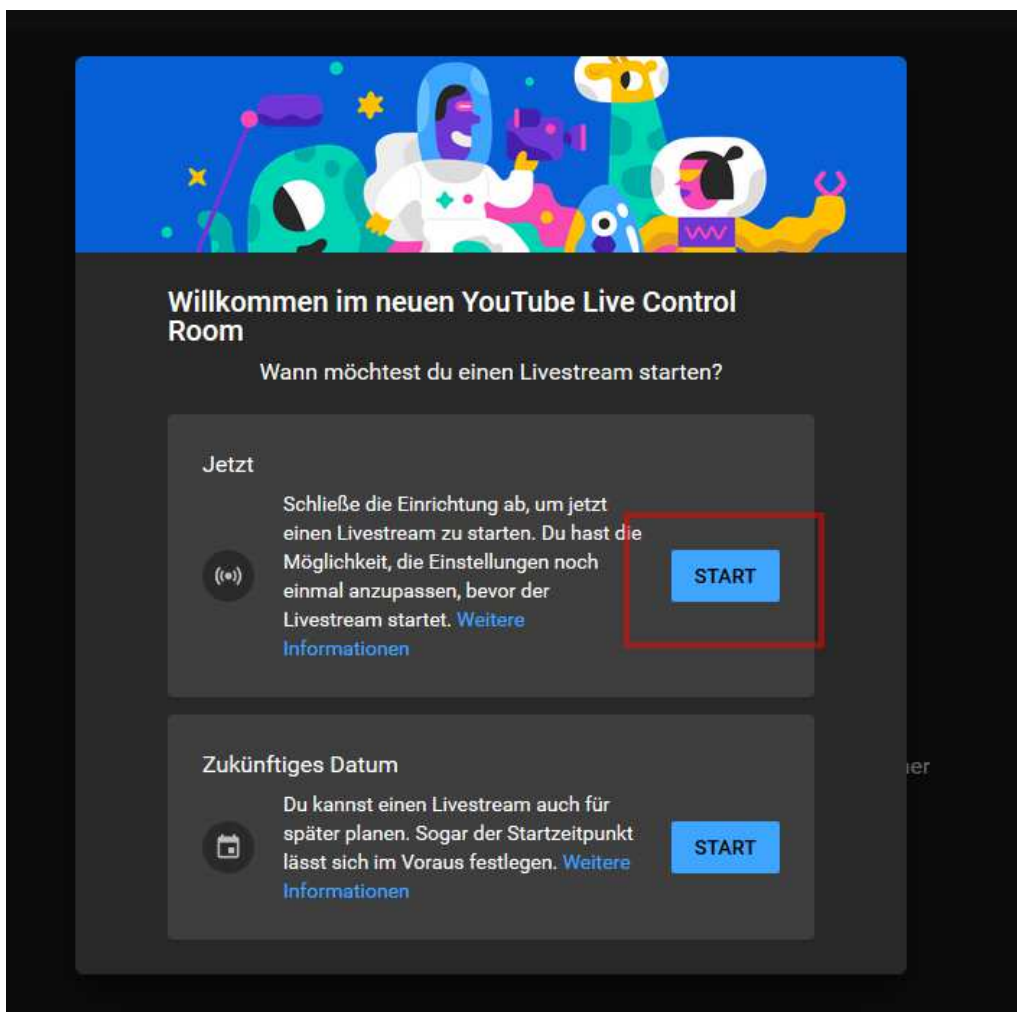 Willkommen im neuen YouTube Live Control
Room
Wann möchtest du einen Livestream starten?
Jetzt
Schließe die Einrichtung ab, um jetzt
einen Livestream zu starten. Du hast die
Möglichkeit, die Einstellungen noch
einmal anzupassen, bevor der
Livestream startet. Weitere
Informationen
START
Zukünftiges Datum
Du kannst einen Livestream auch für
später planen. Sogar der Startzeitpunkt
lässt sich im Voraus festlegen. Weitere
Informationen
START